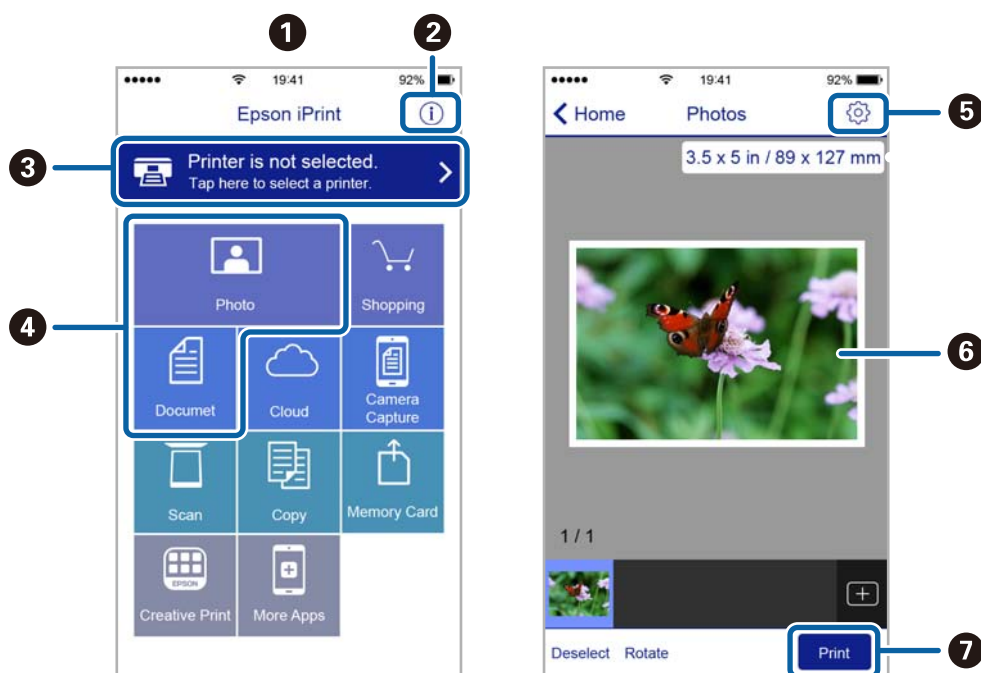 1
2
19:41
92%
Epson iPrint
i
3
Printer is not selected.
Tap here to select a printer.
4
Photo
Shopping
Documet
Cloud
Camera
Capture
Scan
Copy
Memory Card
EPSON
Creative Print
More Apps
19:41
92%
Home
Photos
5
3.5 x 5 in / 89 x 127 mm
6
1 / 1
Deselect
Rotate
Print
7